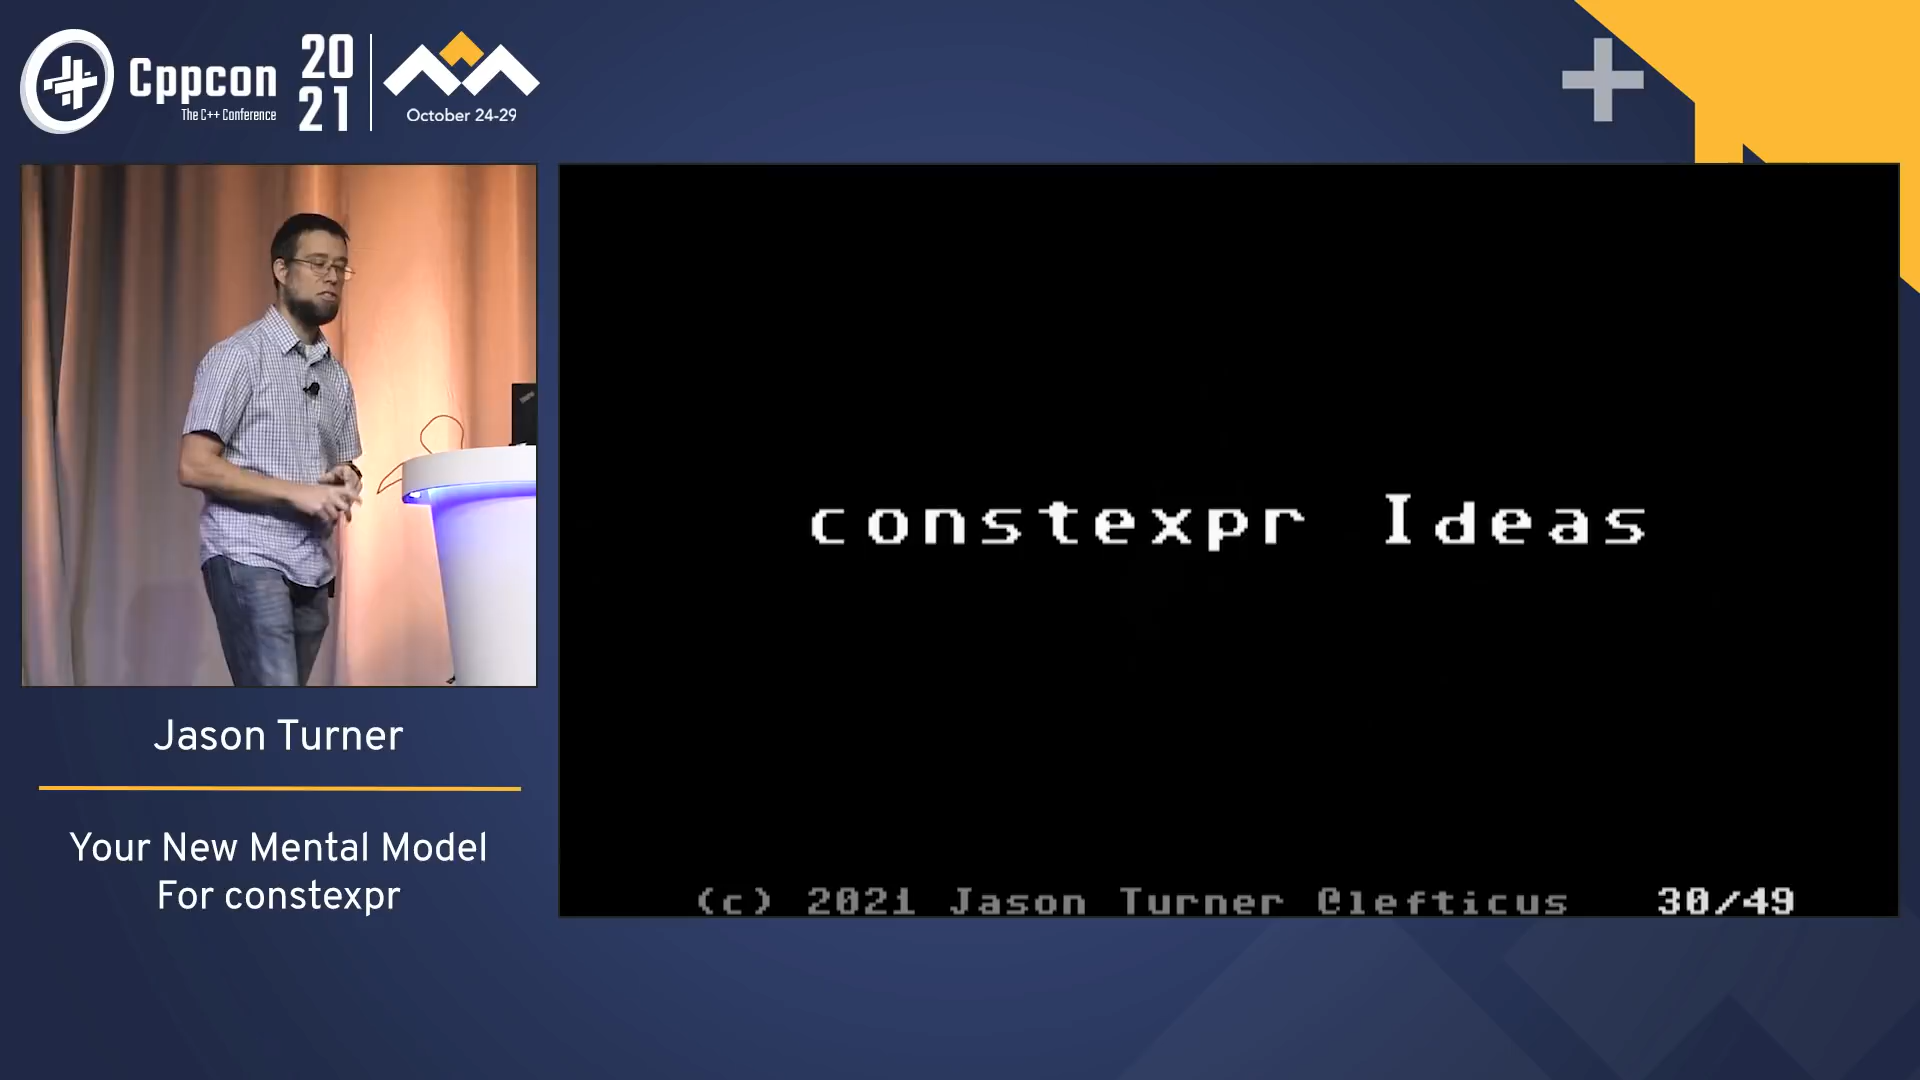 Cppcon
The C++ Conference
20
21
October 24-29
Jason Turner
Your New Mental Model
For constexpr
constexpr Ideas
(c) 2021 Jason Turner @lefticus 30/49